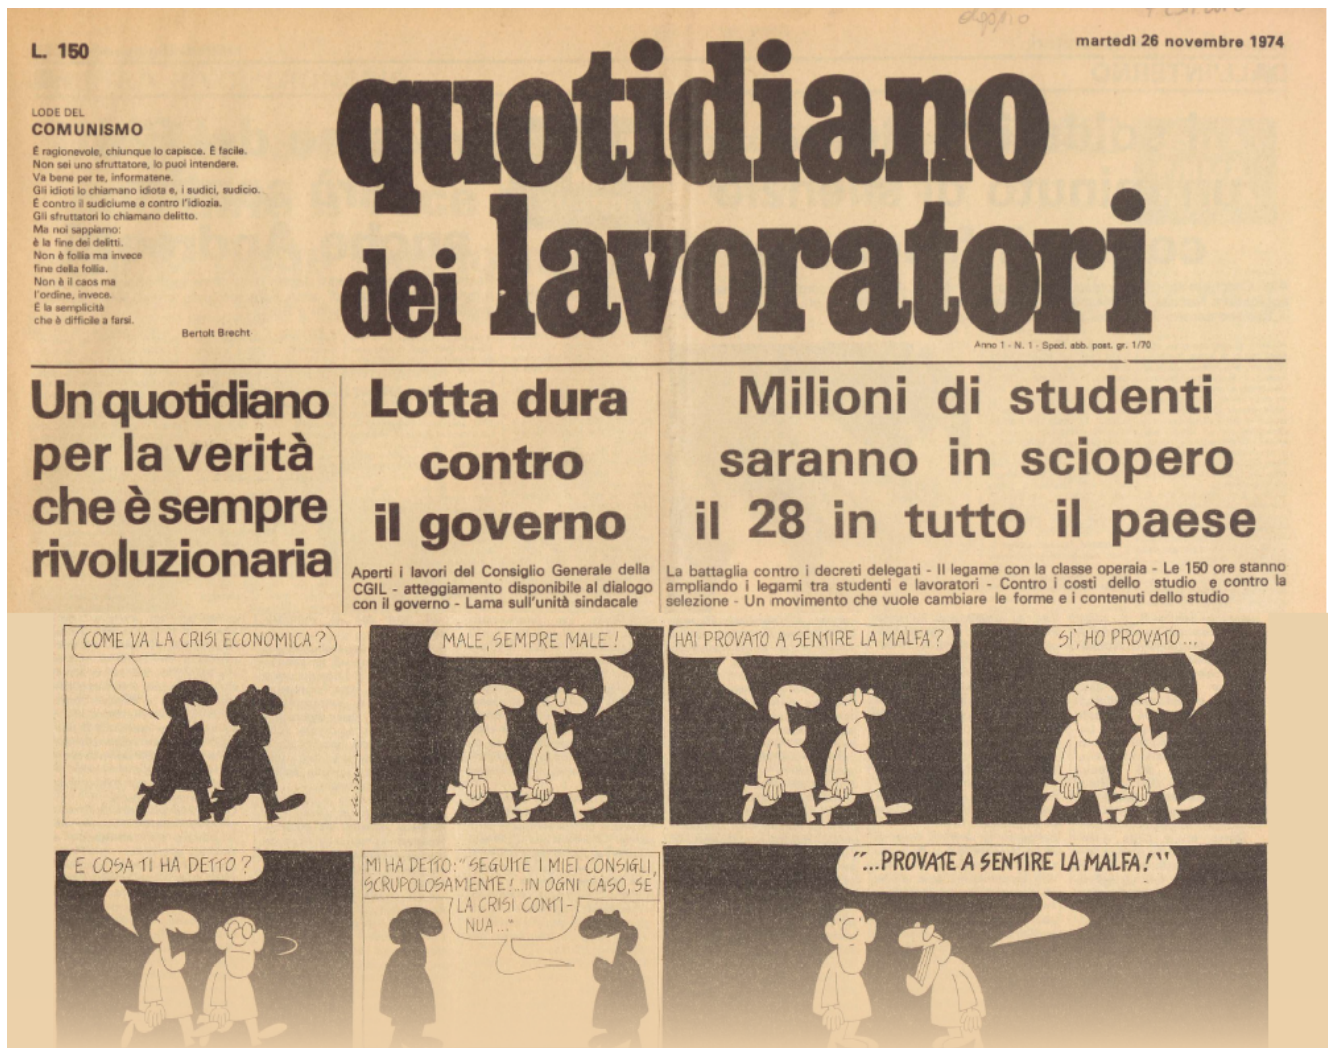 L. 150
martedì 26 novembre 1974
quotidiano
dei lavoratori
Anno 1 - N. 1 - Sped. abb. post. gr. 1/70
LODE DEL
COMUNISMO
É ragionevole, chiunque lo capisce. É facile.
Non sei uno sfruttatore, lo puoi intendere.
Va bene per te, informatene.
Gli idioti lo chiamano idiota e, i sudici, sudicio.
É contro il sudiciume e contro l'idiozia.
Gli sfruttatori lo chiamano delitto.
Ma noi sappiamo:
è la fine dei delitti.
Non è follia ma invece
fine della follia.
Non è il caos ma
l'ordine, invece.
É la semplicità
che è difficile a farsi.
Bertolt Brecht
Un quotidiano
per la verità
che è sempre
rivoluzionaria
Lotta dura
contro
il governo
Aperti i lavori del Consiglio Generale della
CGIL - atteggiamento disponibile al dialogo
con il governo - Lama sull'unità sindacale
Milioni di studenti
saranno in sciopero
il 28 in tutto il paese
La battaglia contro i decreti delegati - Il legame con la classe operaia - Le 150 ore stanno
ampliando i legami tra studenti e lavoratori - Contro i costi dello studio e contro la
selezione - Un movimento che vuole cambiare le forme e i contenuti dello studio
COME VA LA CRISI ECONOMICA?
MALE, SEMPRE MALE!
HAI PROVATO A SENTIRE LA MALFA?
SI', HO PROVATO...
E COSA TI HA DETTO?
MI HA DETTO: "SEGUITE I MIEI CONSIGLI,
SCRUPOLOSAMENTE!...IN OGNI CASO, SE
LA CRISI CONTI-
NUA..."
"...PROVATE A SENTIRE LA MALFA!"